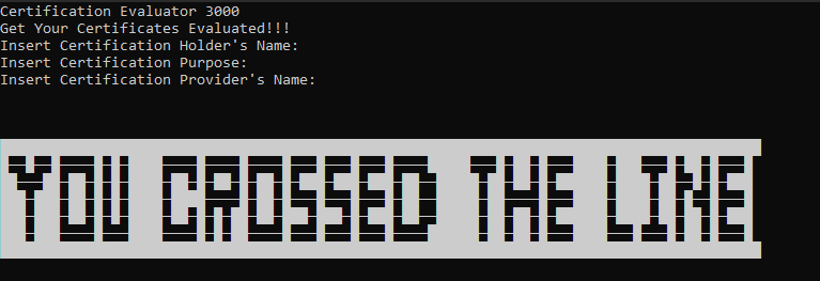 Certification Evaluator 3000
Get Your Certificates Evaluated!!!
Insert Certification Holder's Name:
Insert Certification Purpose:
Insert Certification Provider's Name:
YOU CROSSED THE LINE